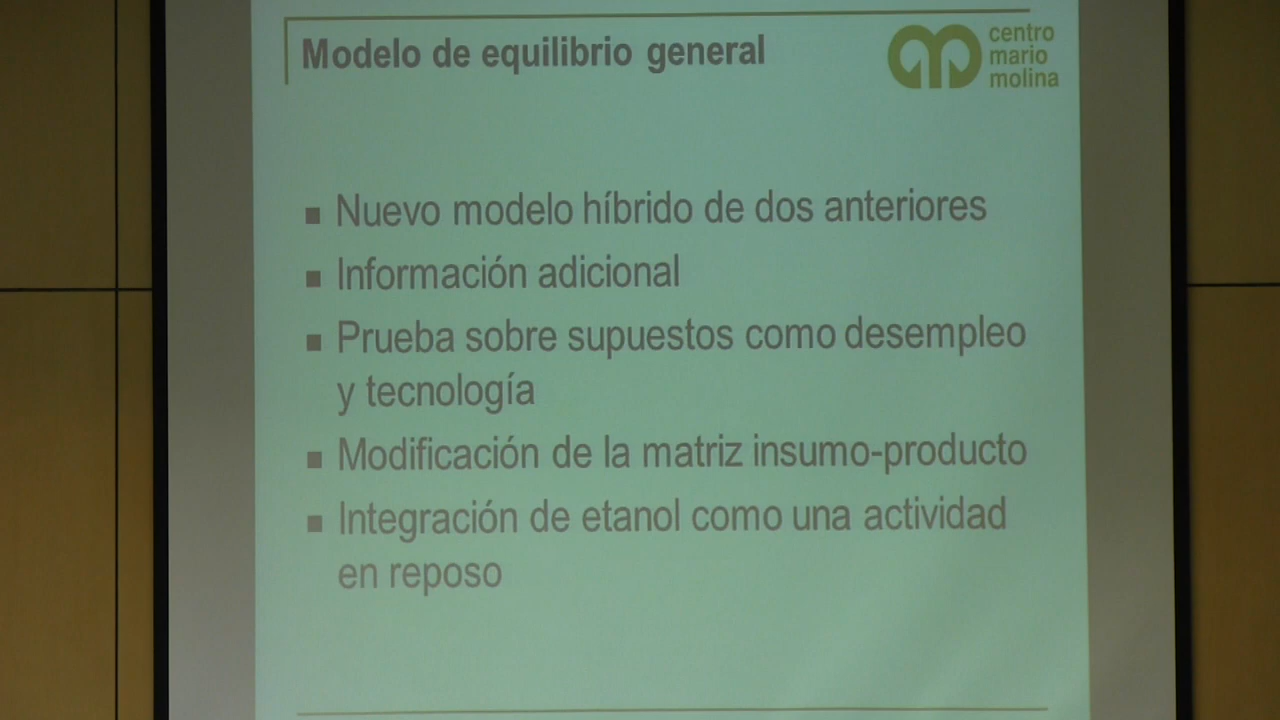 Modelo de equilibrio general
centro
mario
molina
Nuevo modelo híbrido de dos anteriores
Información adicional
Prueba sobre supuestos como desempleo
y tecnología
Modificación de la matriz insumo-producto
Integración de etanol como una actividad
en reposo